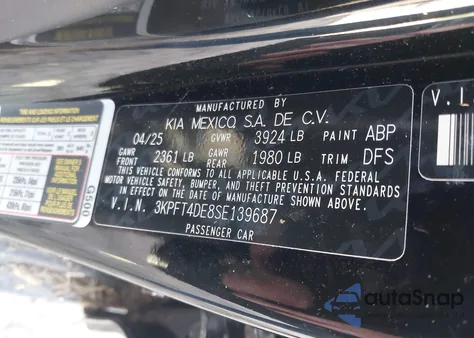 MANUFACTURED BY
KIA MEXICO S.A. DE C.V.
04/25 GVWR 3924 LB PAINT ABP
GAWR FRONT 2361 LB GAWR REAR 1980 LB TRIM DFS
THIS VEHICLE CONFORMS TO ALL APPLICABLE U.S.A. FEDERAL
MOTOR VEHICLE SAFETY, BUMPER, AND THEFT PREVENTION STANDARDS
IN EFFECT ON THE DATE OF MANUFACTURE SHOWN ABOVE.
V.I.N. 3KPFT4DE8SE139687
PASSENGER CAR
G500
V.I.
autoSnap